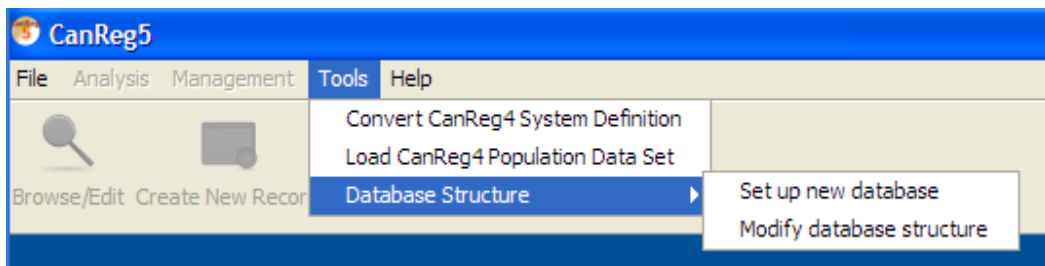 CanReg5
File Analysis Management Tools Help
Convert CanReg4 System Definition
Load CanReg4 Population Data Set
Browse/Edit Create New Recor
Database Structure
Set up new database
Modify database structure